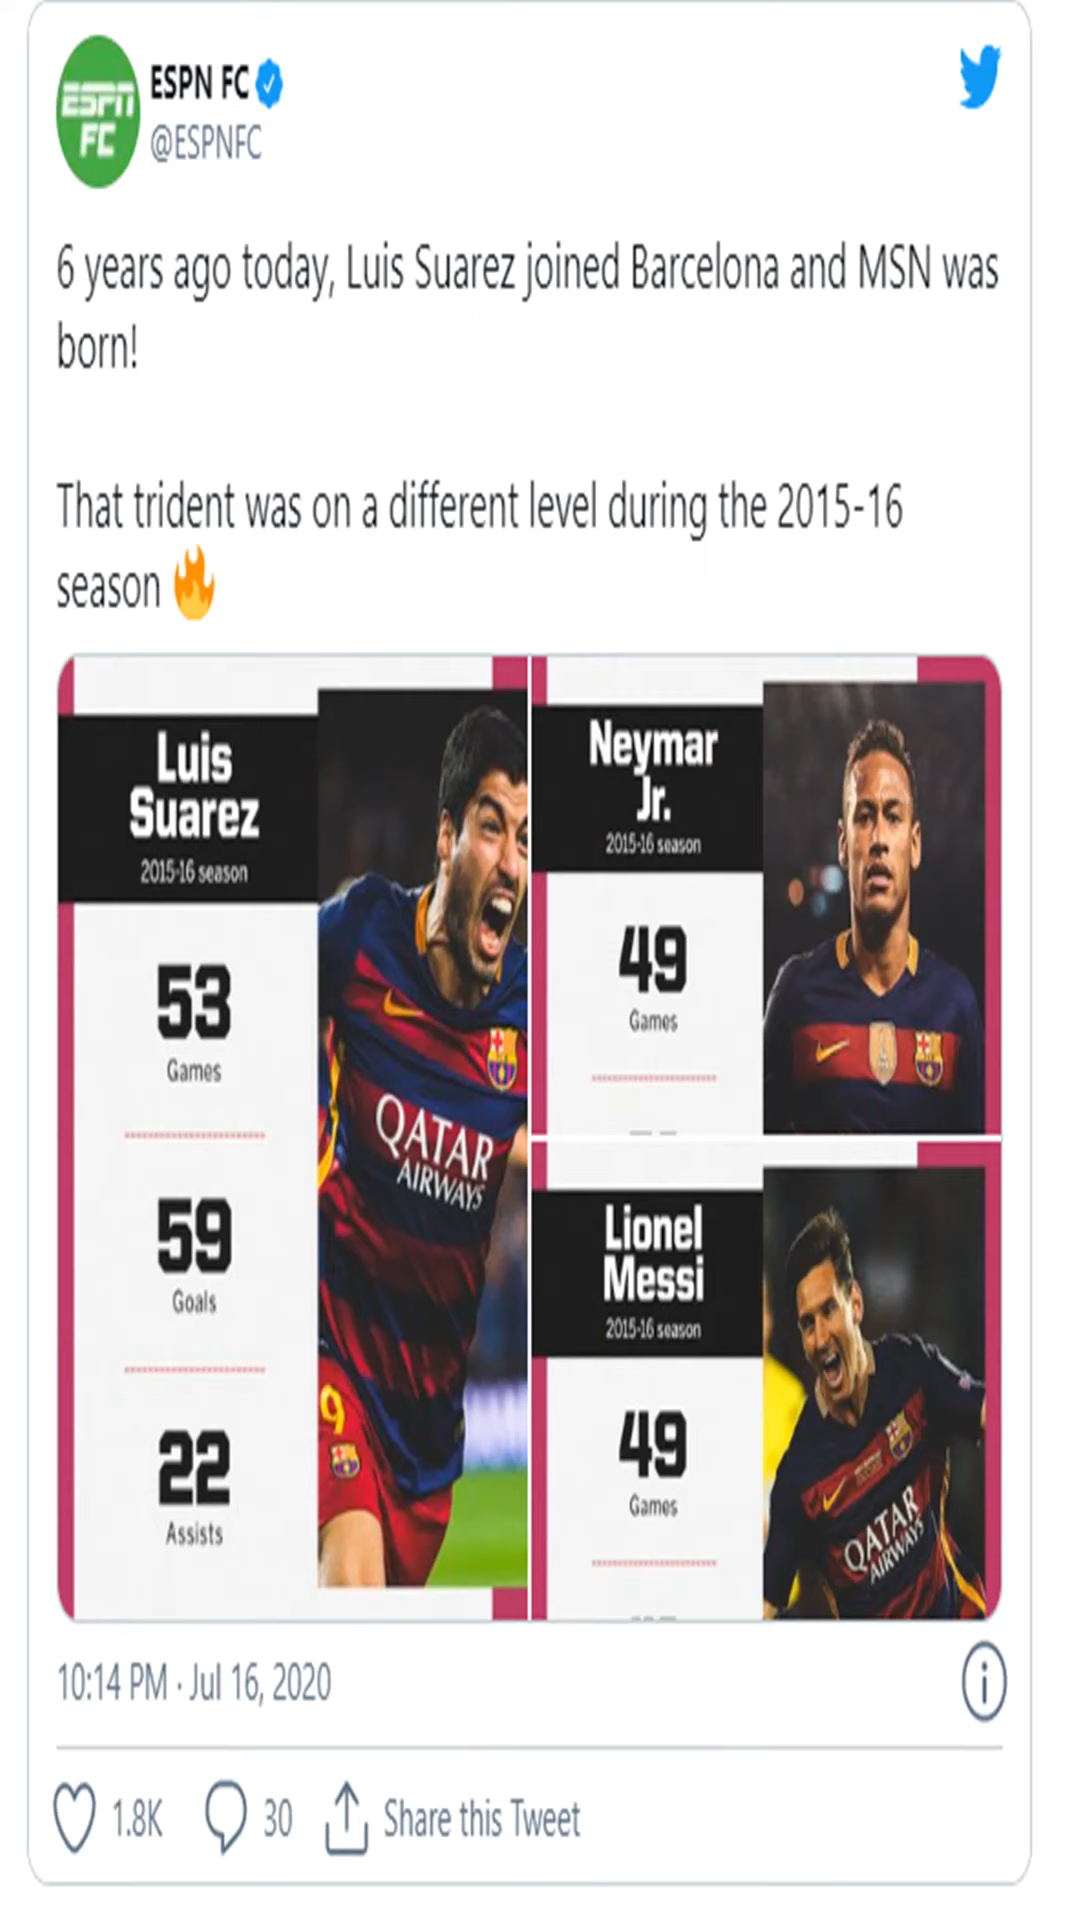 ESPN FC
ESPN FC
@ESPNFC
6 years ago today, Luis Suarez joined Barcelona and MSN was
born!
That trident was on a different level during the 2015-16
season
Luis
Suarez
2015-16 season
53
Games
59
Goals
22
Assists
QATAR
AIRWAYS
9
Neymar
Jr.
2015-16 season
49
Games
Lionel
Messi
2015-16 season
49
Games
QATAR
AIRWAYS
10:14 PM · Jul 16, 2020
1.8K
30
Share this Tweet